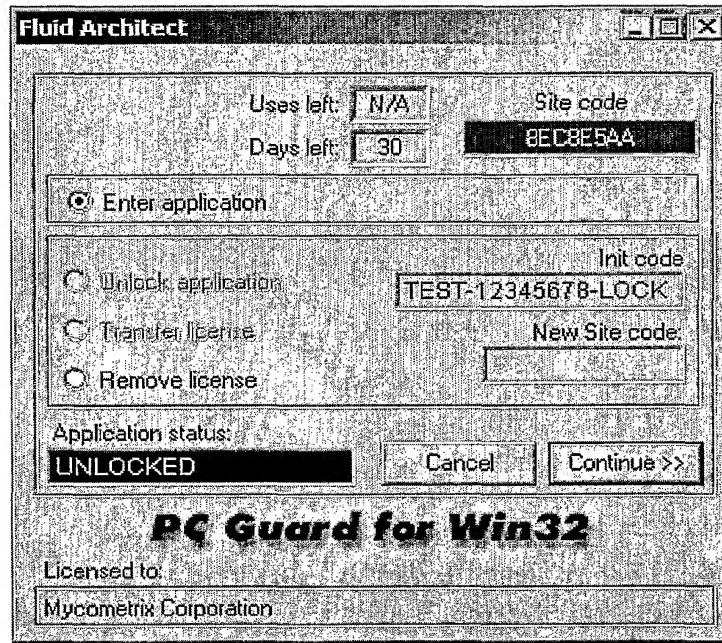 Fluid Architect
Uses left: N/A Site code
Days left: 30 8EC8E5AA
Enter application
Init code
Unlock application TEST-12345678-LOCK
Transfer license New Site code:
Remove license
Application status:
UNLOCKED Cancel Continue >>
PC Guard for Win32
Licensed to:
Mycometrix Corporation